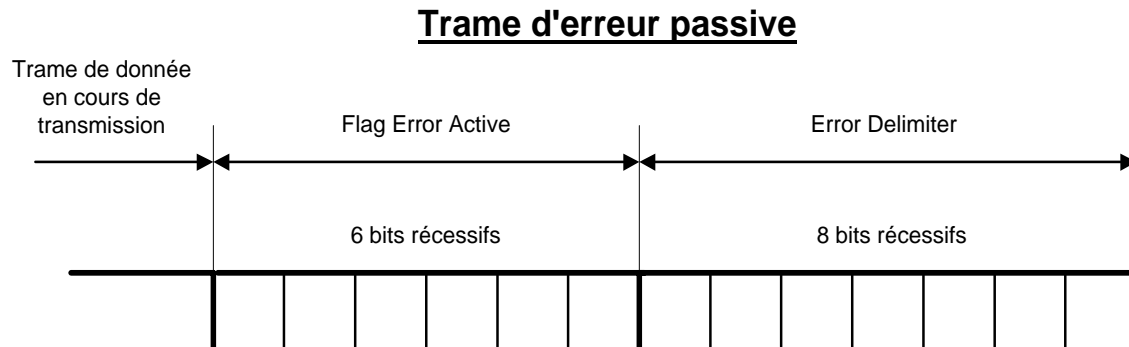 Trame d'erreur passive
Trame de donnée
en cours de
transmission
Flag Error Active
Error Delimiter
6 bits récessifs
8 bits récessifs